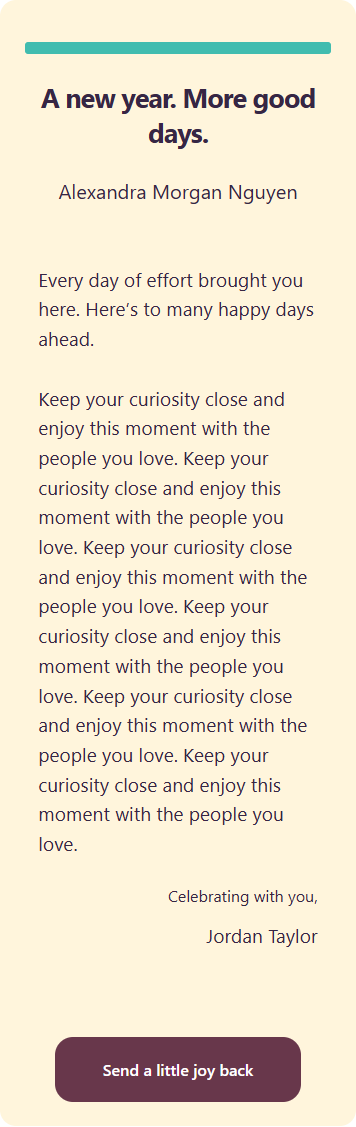 A new year. More good
days.
Alexandra Morgan Nguyen
Every day of effort brought you
here. Here's to many happy days
ahead.
Keep your curiosity close and
enjoy this moment with the
people you love. Keep your
curiosity close and enjoy this
moment with the people you
love. Keep your curiosity close
and enjoy this moment with the
people you love. Keep your
curiosity close and enjoy this
moment with the people you
love. Keep your curiosity close
and enjoy this moment with the
people you love. Keep your
curiosity close and enjoy this
moment with the people you
love.
Celebrating with you,
Jordan Taylor
Send a little joy back